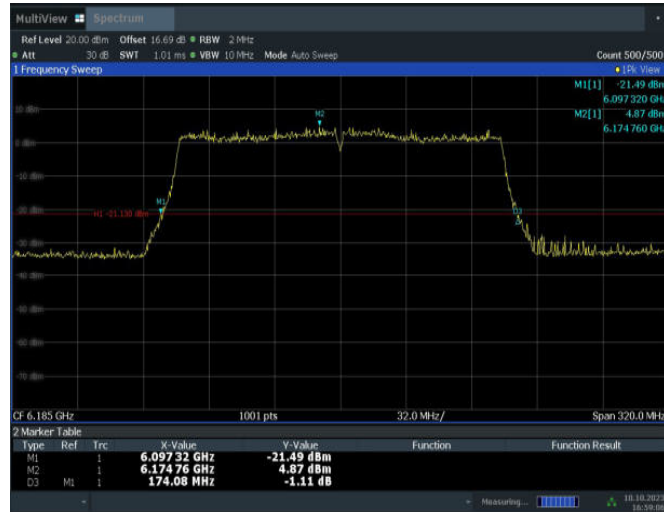 MultiView Spectrum
Ref Level 20.00 dBm Offset 16.69 dB RBW 2 MHz
Att 30 dB SWT 1.01 ms VBW 10 MHz Mode Auto Sweep Count 500/500
1 Frequency Sweep 1Pk View
M1[1] -21.49 dBm
6.097320 GHz
M2[1] 4.87 dBm
6.174760 GHz
10 dBm
M2
0 dBm
-10 dBm
M1
-20 dBm
H1 -21.130 dBm
D3
-30 dBm
-40 dBm
-50 dBm
-60 dBm
-70 dBm
CF 6.185 GHz 1001 pts 32.0 MHz/ Span 320.0 MHz
2 Marker Table
Type Ref Trc X-Value Y-Value Function Function Result
M1 1 6.09732 GHz -21.49 dBm
M2 1 6.17476 GHz 4.87 dBm
D3 M1 1 174.08 MHz -1.11 dB
Measuring... 10.10.2023
16:59:06